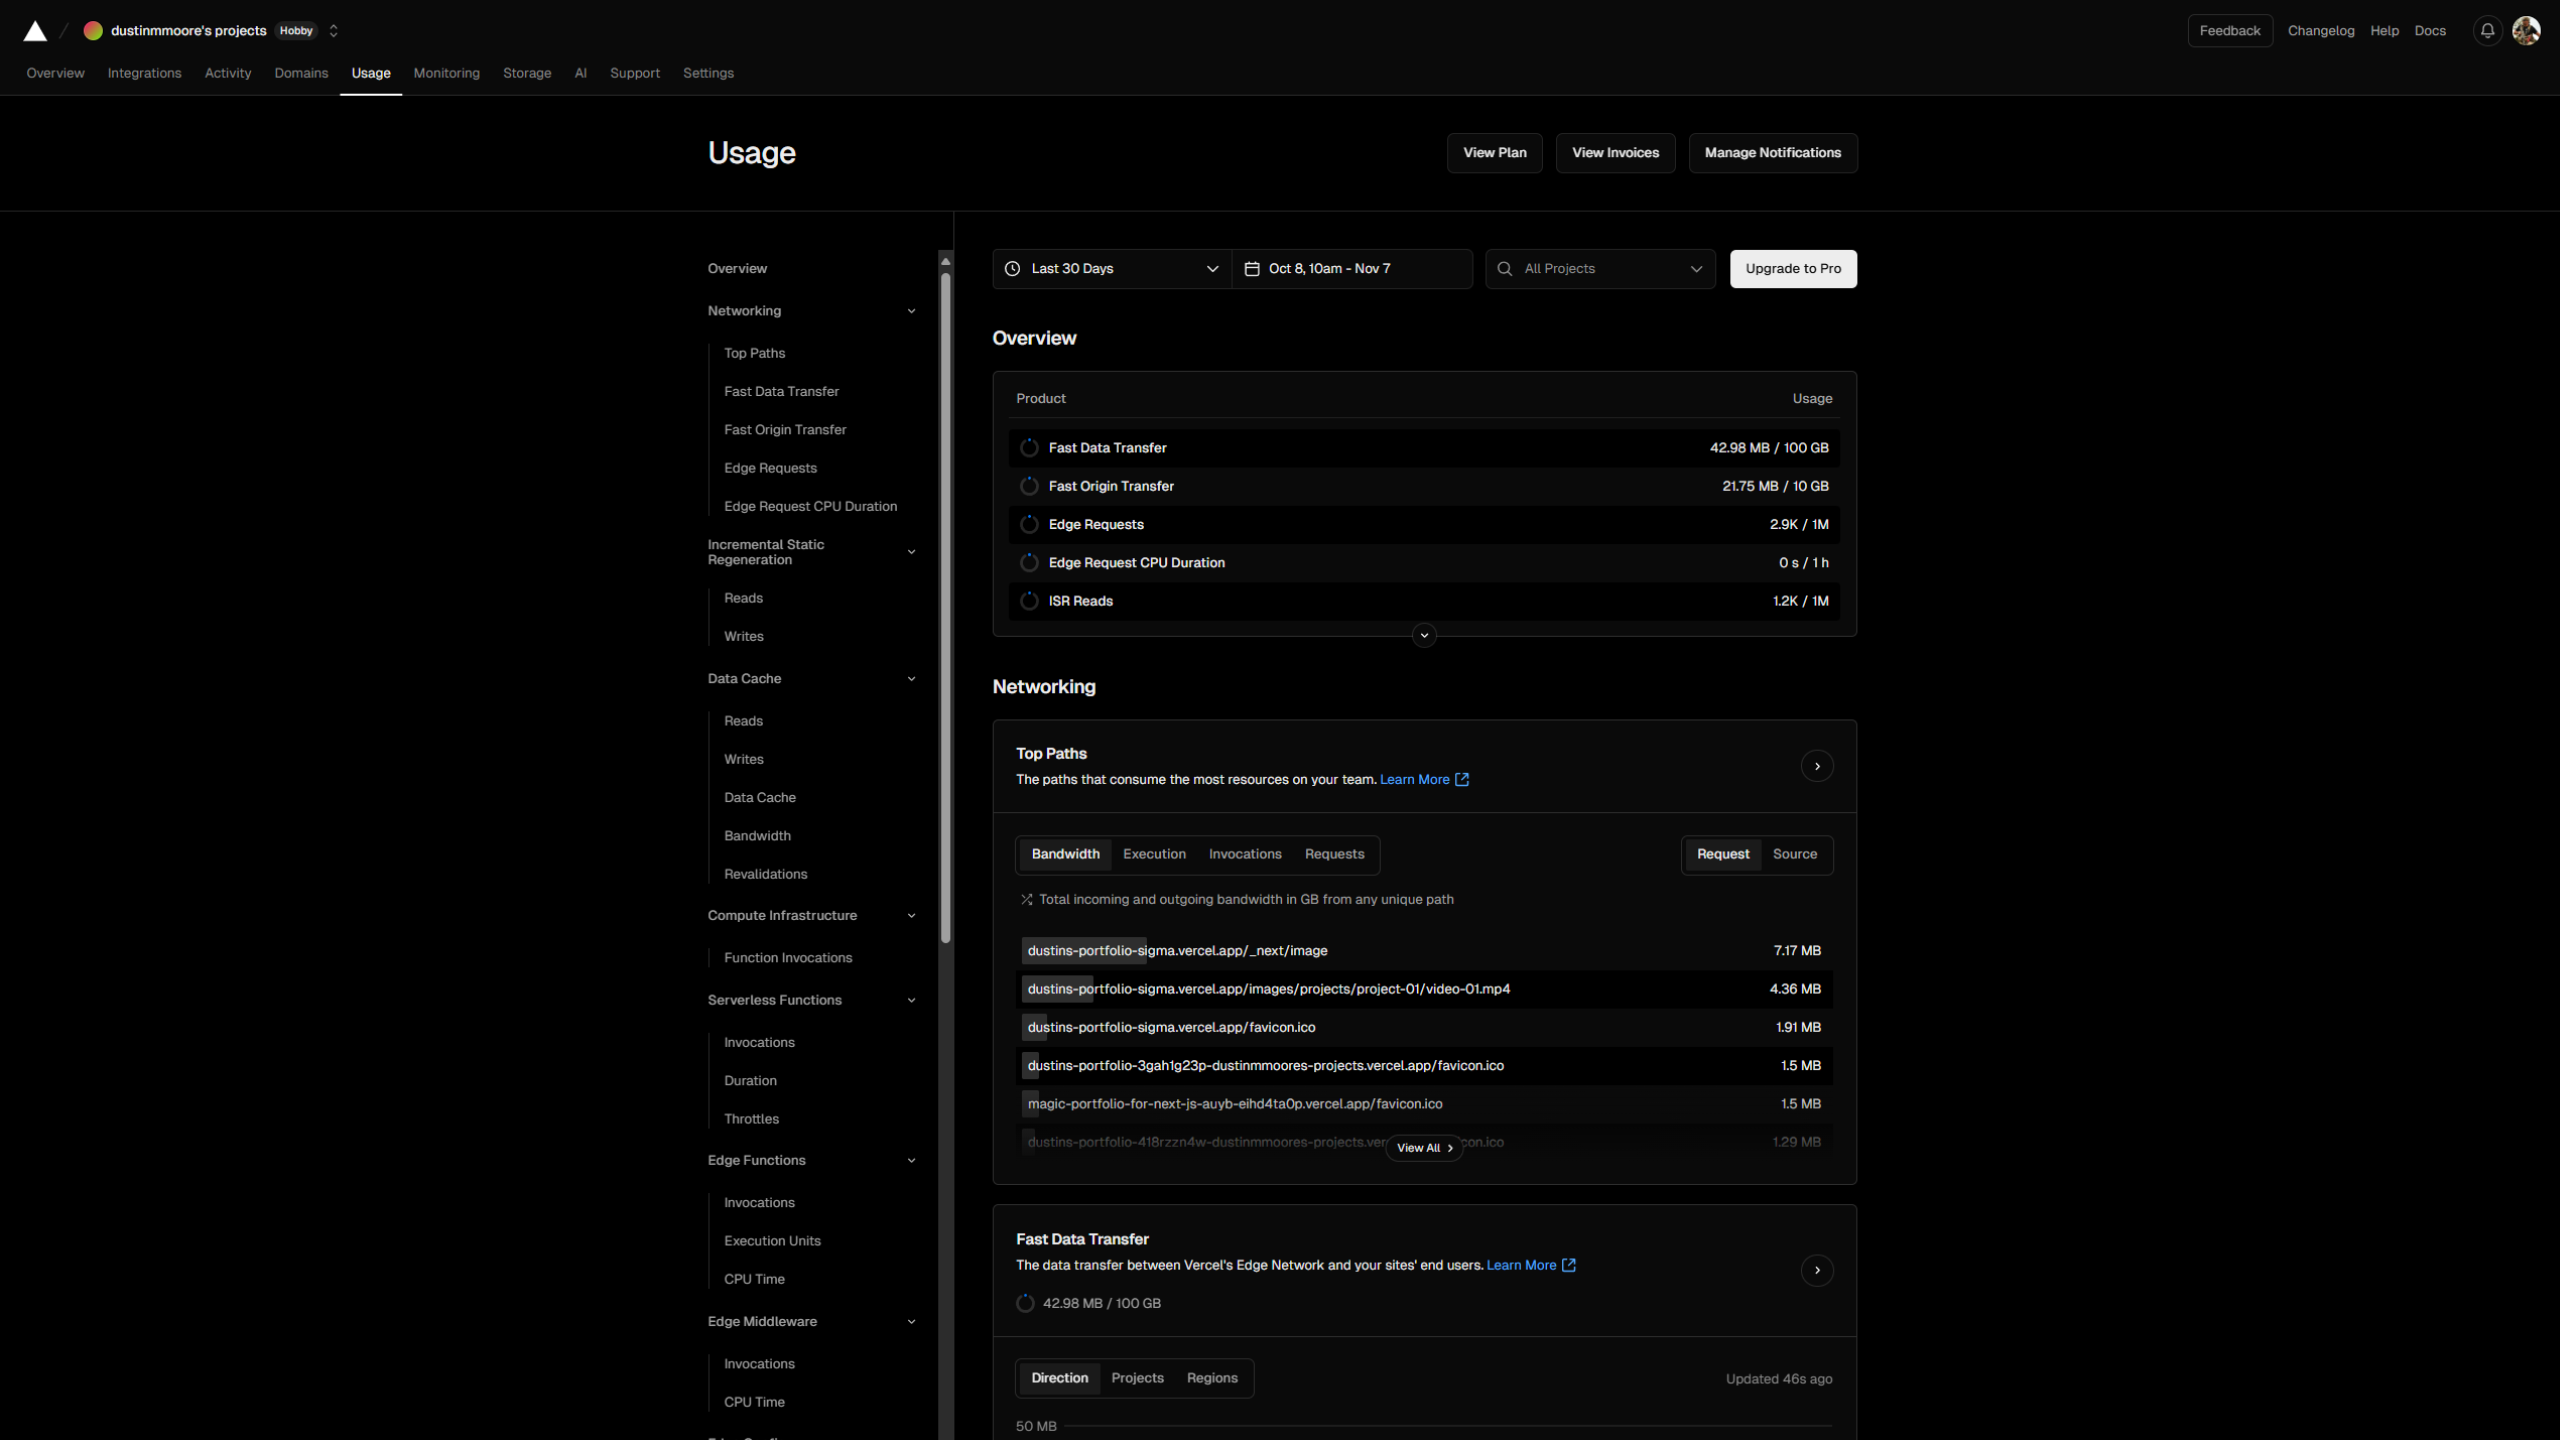 dustinmmoore's projects Hobby
Feedback Changelog Help Docs
Overview Integrations Activity Domains Usage Monitoring Storage AI Support Settings
Usage
View Plan View Invoices Manage Notifications
Overview
Networking
Top Paths
Fast Data Transfer
Fast Origin Transfer
Edge Requests
Edge Request CPU Duration
Incremental Static
Regeneration
Reads
Writes
Data Cache
Reads
Writes
Data Cache
Bandwidth
Revalidations
Compute Infrastructure
Function Invocations
Serverless Functions
Invocations
Duration
Throttles
Edge Functions
Invocations
Execution Units
CPU Time
Edge Middleware
Invocations
CPU Time
Last 30 Days Oct 8, 10am - Nov 7 All Projects Upgrade to Pro
Overview
Product Usage
Fast Data Transfer 42.98 MB / 100 GB
Fast Origin Transfer 21.75 MB / 10 GB
Edge Requests 2.9K / 1M
Edge Request CPU Duration 0 s / 1 h
ISR Reads 1.2K / 1M
Networking
Top Paths
The paths that consume the most resources on your team. Learn More
Bandwidth Execution Invocations Requests Request Source
Total incoming and outgoing bandwidth in GB from any unique path
dustins-portfolio-sigma.vercel.app/_next/image 7.17 MB
dustins-portfolio-sigma.vercel.app/images/projects/project-01/video-01.mp4 4.36 MB
dustins-portfolio-sigma.vercel.app/favicon.ico 1.91 MB
dustins-portfolio-3gah1g23p-dustinmmoores-projects.vercel.app/favicon.ico 1.5 MB
magic-portfolio-for-next-js-auyb-eihd4ta0p.vercel.app/favicon.ico 1.5 MB
dustins-portfolio-418rzzn4w-dustinmmoores-projects.ver con.ico 1.29 MB
View All
Fast Data Transfer
The data transfer between Vercel's Edge Network and your sites' end users. Learn More
42.98 MB / 100 GB
Direction Projects Regions Updated 46s ago
50 MB